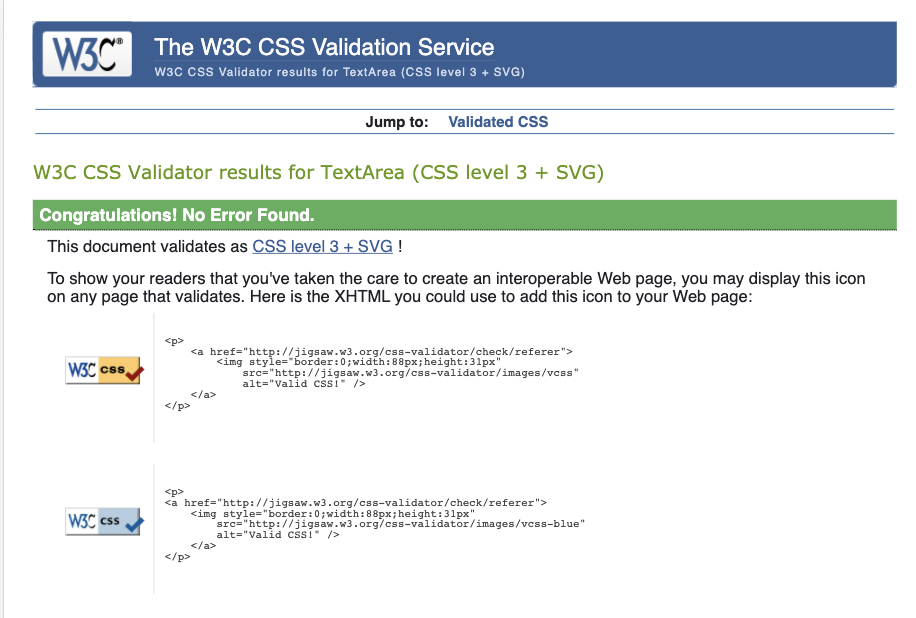 W3C® The W3C CSS Validation Service
W3C CSS Validator results for TextArea (CSS level 3 + SVG)
Jump to: Validated CSS
W3C CSS Validator results for TextArea (CSS level 3 + SVG)
Congratulations! No Error Found.
This document validates as CSS level 3 + SVG !
To show your readers that you've taken the care to create an interoperable Web page, you may display this icon
on any page that validates. Here is the XHTML you could use to add this icon to your Web page:
W3C css
<p>
    <a href="http://jigsaw.w3.org/css-validator/check/referer">
        <img style="border:0;width:88px;height:31px"
            src="http://jigsaw.w3.org/css-validator/images/vcss"
            alt="Valid CSS!" />
    </a>
</p>
W3C css
<p>
<a href="http://jigsaw.w3.org/css-validator/check/referer">
    <img style="border:0;width:88px;height:31px"
        src="http://jigsaw.w3.org/css-validator/images/vcss-blue"
        alt="Valid CSS!" />
    </a>
</p>